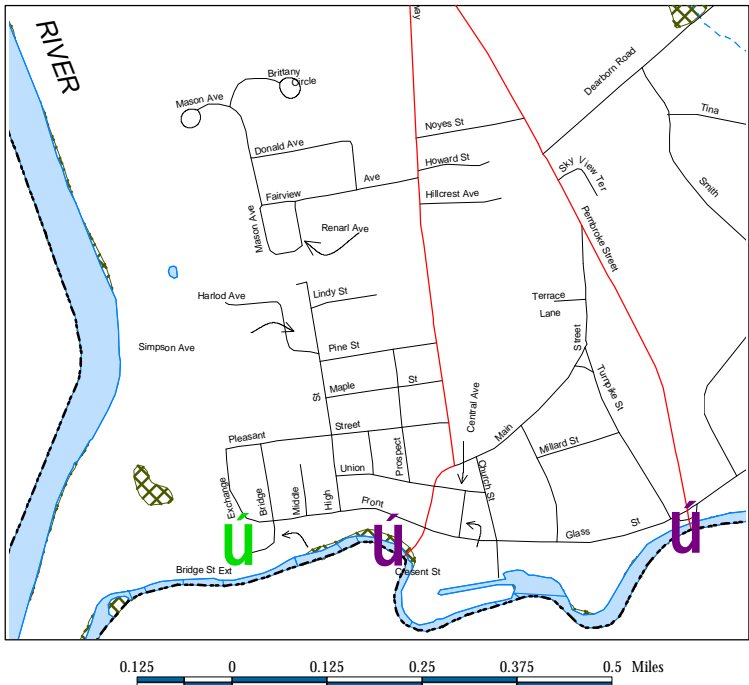 way
RIVER
Brittany
Circle
Mason Ave
Dearborn Road
Tina
Noyes St
Donald Ave
Howard St
Sky View Ter
Smith
Ave
Fairview
Hillcrest Ave
Mason Ave
Renarl Ave
Pembroke Street
Harlod Ave
Lindy St
Terrace
Lane
Street
Simpson Ave
Pine St
Maple St
St
Turnpike St
Central Ave
Pleasant Street
Main
Millard St
Prospect
Union
Church St
Exchange
Bridge
Middle
High
Front
Glass St
ú
ú
ú
Bridge St Ext
Cresent St
0.125 0 0.125 0.25 0.375 0.5 Miles